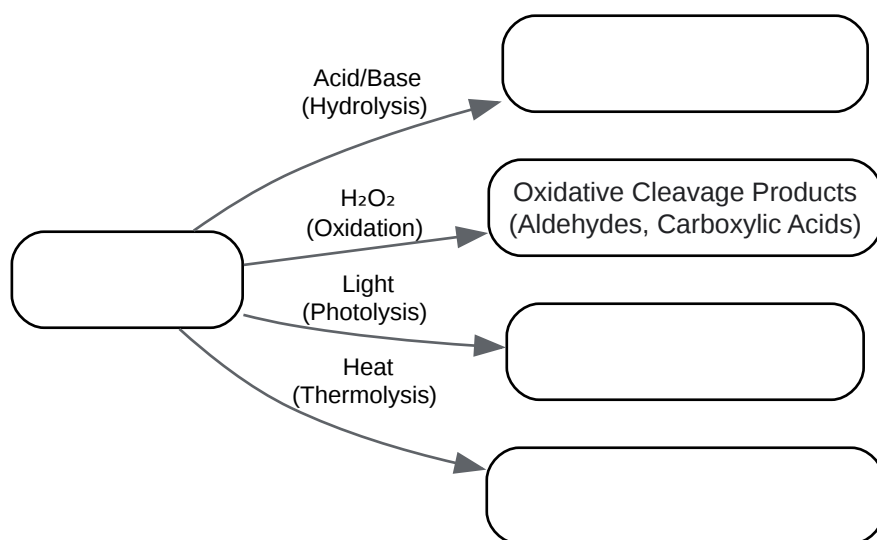 Acid/Base
(Hydrolysis)
H₂O₂
(Oxidation)
Oxidative Cleavage Products
(Aldehydes, Carboxylic Acids)
Light
(Photolysis)
Heat
(Thermolysis)